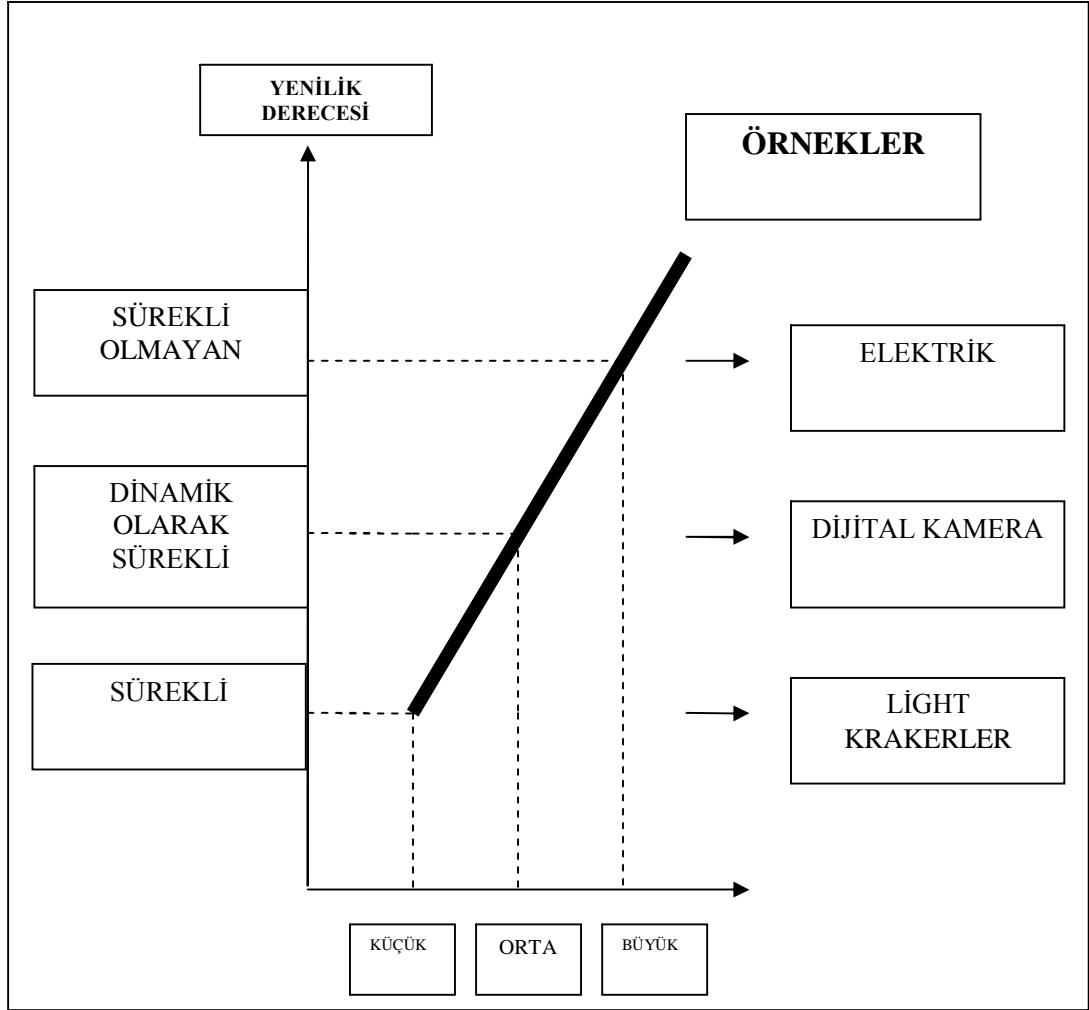 YENİLİK
DERECESİ
ÖRNEKLER
SÜREKLİ
OLMAYAN
ELEKTRİK
DİNAMİK
OLARAK
SÜREKLİ
DİJİTAL KAMERA
SÜREKLİ
LİGHT
KRAKERLER
KÜÇÜK
ORTA
BÜYÜK